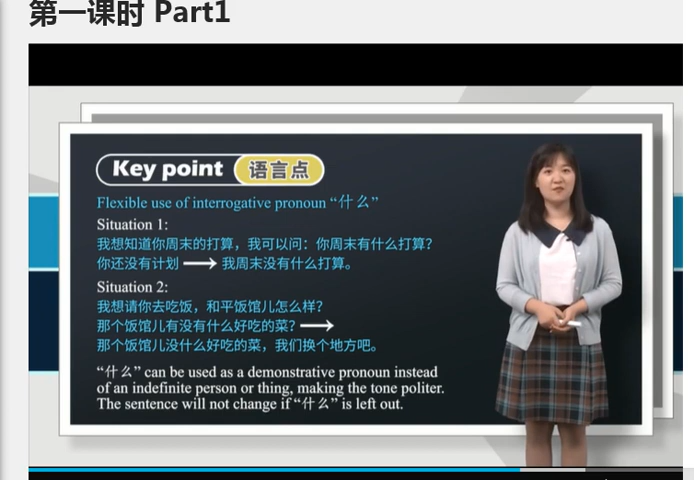 第一课时 Part1
Key point 语言点
Flexible use of interrogative pronoun “什么”
Situation 1:
我想知道你周末的打算，我可以问：你周末有什么打算？
你还没有计划 → 我周末没有什么打算。
Situation 2:
我想请你去吃饭，和平饭馆儿怎么样？
那个饭馆儿有没有什么好吃的菜？→
那个饭馆儿没什么好吃的菜，我们换个地方吧。
“什么” can be used as a demonstrative pronoun instead
of an indefinite person or thing, making the tone politer.
The sentence will not change if “什么” is left out.